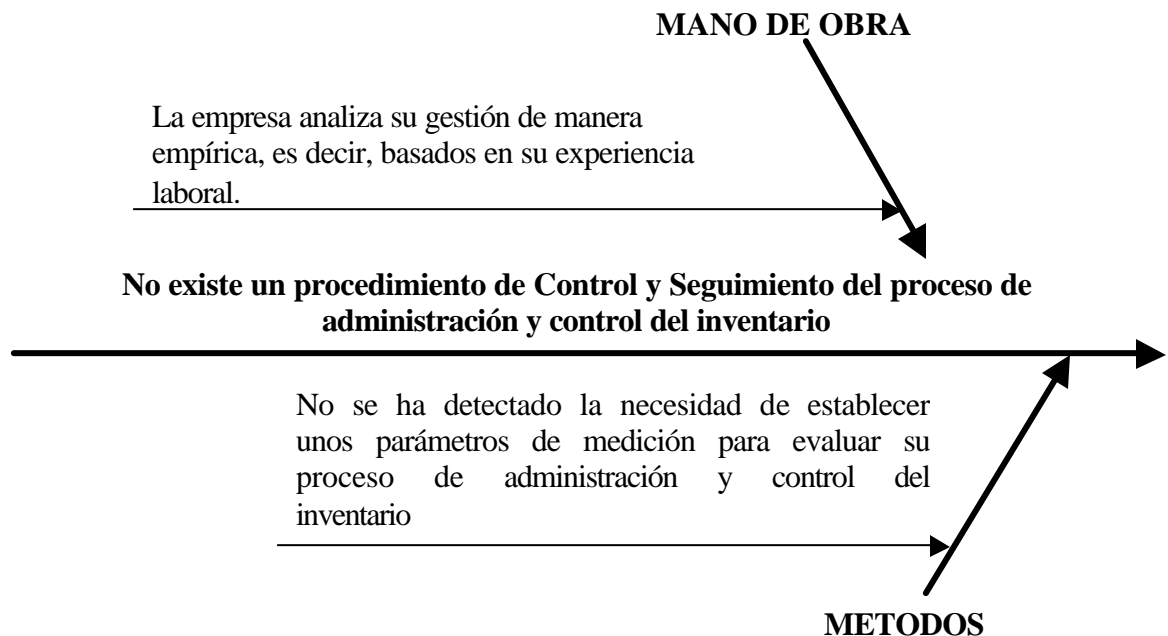 MANO DE OBRA
La empresa analiza su gestión de manera
empírica, es decir, basados en su experiencia
laboral.
No existe un procedimiento de Control y Seguimiento del proceso de
administración y control del inventario
No se ha detectado la necesidad de establecer
unos parámetros de medición para evaluar su
proceso de administración y control del
inventario
METODOS